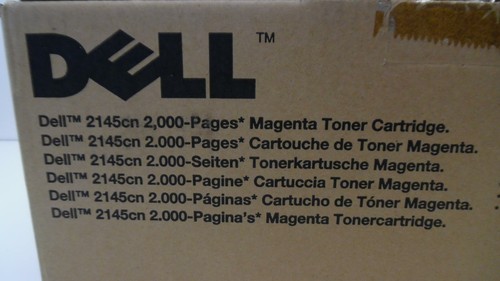 DELL™
Dell™ 2145cn 2,000-Pages* Magenta Toner Cartridge.
Dell™ 2145cn 2.000-Pages* Cartouche de Toner Magenta.
Dell™ 2145cn 2.000-Seiten* Tonerkartusche Magenta.
Dell™ 2145cn 2.000-Pagine* Cartuccia Toner Magenta.
Dell™ 2145cn 2.000-Páginas* Cartucho de Tóner Magenta.
Dell™ 2145cn 2.000-Pagina's* Magenta Tonercartridge.